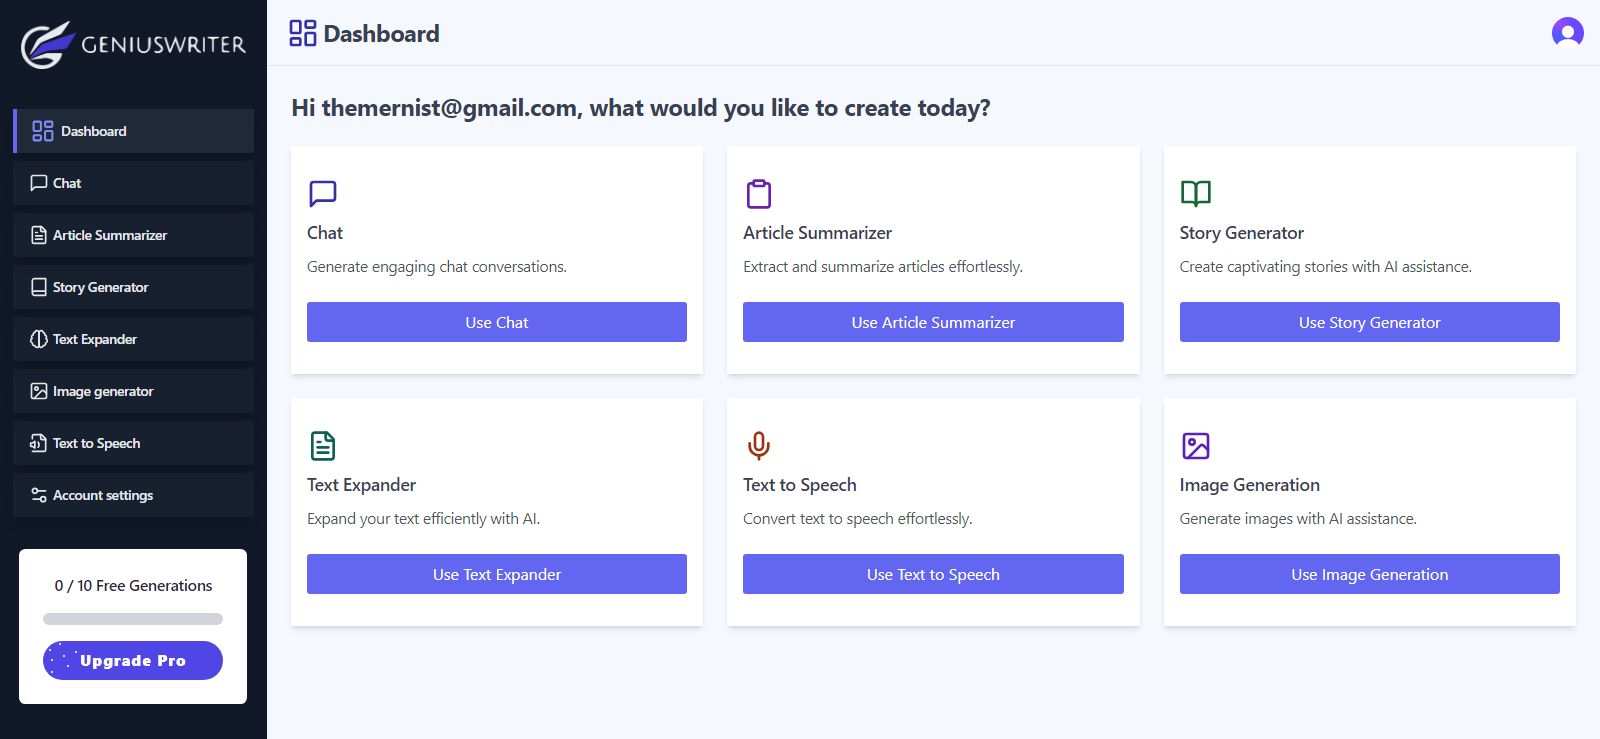 GENIUSWRITER
Dashboard
Chat
Article Summarizer
Story Generator
Text Expander
Image generator
Text to Speech
Account settings
0 / 10 Free Generations
Upgrade Pro
Dashboard
Hi themernist@gmail.com, what would you like to create today?
Chat
Generate engaging chat conversations.
Use Chat
Article Summarizer
Extract and summarize articles effortlessly.
Use Article Summarizer
Story Generator
Create captivating stories with AI assistance.
Use Story Generator
Text Expander
Expand your text efficiently with AI.
Use Text Expander
Text to Speech
Convert text to speech effortlessly.
Use Text to Speech
Image Generation
Generate images with AI assistance.
Use Image Generation